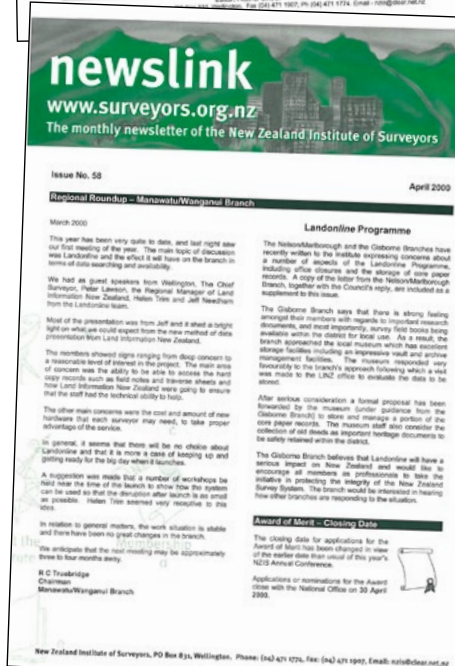 Wellington. Fax (04) 471 1907, Ph (04) 471 1774. Email - nzis@clear.net.nz
newslink
www.surveyors.org.nz
The monthly newsletter of the New Zealand Institute of Surveyors
Issue No. 58
April 2000
Regional Roundup – Manawatu/Wanganui Branch
March 2000
This year has been very quite to date, and last night saw
our first meeting of the year. The main topic of discussion
was Landonline and the effect it will have on the branch in
terms of data searching and availability.
We had as guest speakers from Wellington, The Chief
Surveyor, Peter Lawson, the Regional Manager of Land
Information New Zealand, Helen Trim and Jeff Needham
from the Landonline team.
Most of the presentation was from Jeff and it shed a bright
light on what we could expect from the new method of data
presentation from Land Information New Zealand.
The members showed signs ranging from deep concern to
a reasonable level of interest in the project. The main area
of concern was the ability to be able to access the hard
copy records such as field notes and traverse sheets and
how Land Information New Zealand were going to ensure
that the staff had the technical ability to help.
The other main concerns were the cost and amount of new
hardware that each surveyor may need, to take proper
advantage of the service.
In general, it seems that there will be no choice about
Landonline and that it is more a case of keeping up and
getting ready for the big day when it launches.
A suggestion was made that a number of workshops be
held near the time of the launch to show how the system
can be used so that the disruption after launch is as small
as possible. Helen Trim seemed very receptive to this
idea.
In relation to general matters, the work situation is stable
and there have been no great changes in the branch.
We anticipate that the next meeting may be approximately
three to four months away.
R C Truebridge
Chairman
Manawatu/Wanganui Branch
Landonline Programme
The Nelson/Marlborough and the Gisborne Branches have
recently written to the institute expressing concerns about
a number of aspects of the Landonline Programme,
including office closures and the storage of core paper
records. A copy of the letter from the Nelson/Marlborough
Branch, together with the Council's reply, are included as a
supplement to this issue.
The Gisborne Branch says that there is strong feeling
amongst their members with regards to important research
documents, and most importantly, survey field books being
available within the district for local use. As a result, the
branch approached the local museum which has excellent
storage facilities including an impressive vault and archive
management facilities. The museum responded very
favourably to the branch's approach following which a visit
was made to the LINZ office to evaluate the data to be
stored.
After serious consideration a formal proposal has been
forwarded by the museum (under guidance from the
Gisborne Branch) to store and manage a portion of the
core paper records. The museum staff also consider the
collection of old deeds as important heritage documents to
be safely retained within the district.
The Gisborne Branch believes that Landonline will have a
serious impact on New Zealand and would like to
encourage all members as professionals to take the
initiative in protecting the integrity of the New Zealand
Survey System. The branch would be interested in hearing
how other branches are responding to the situation.
Award of Merit – Closing Date
The closing date for applications for the
Award of Merit has been changed in view
of the earlier date than usual of this year's
NZIS Annual Conference.
Applications or nominations for the Award
close with the National Office on 30 April
2000.
New Zealand Institute of Surveyors, PO Box 831, Wellington. Phone: (04) 471 1774, Fax: (04) 471 1907, Email: nzis@clear.net.nz